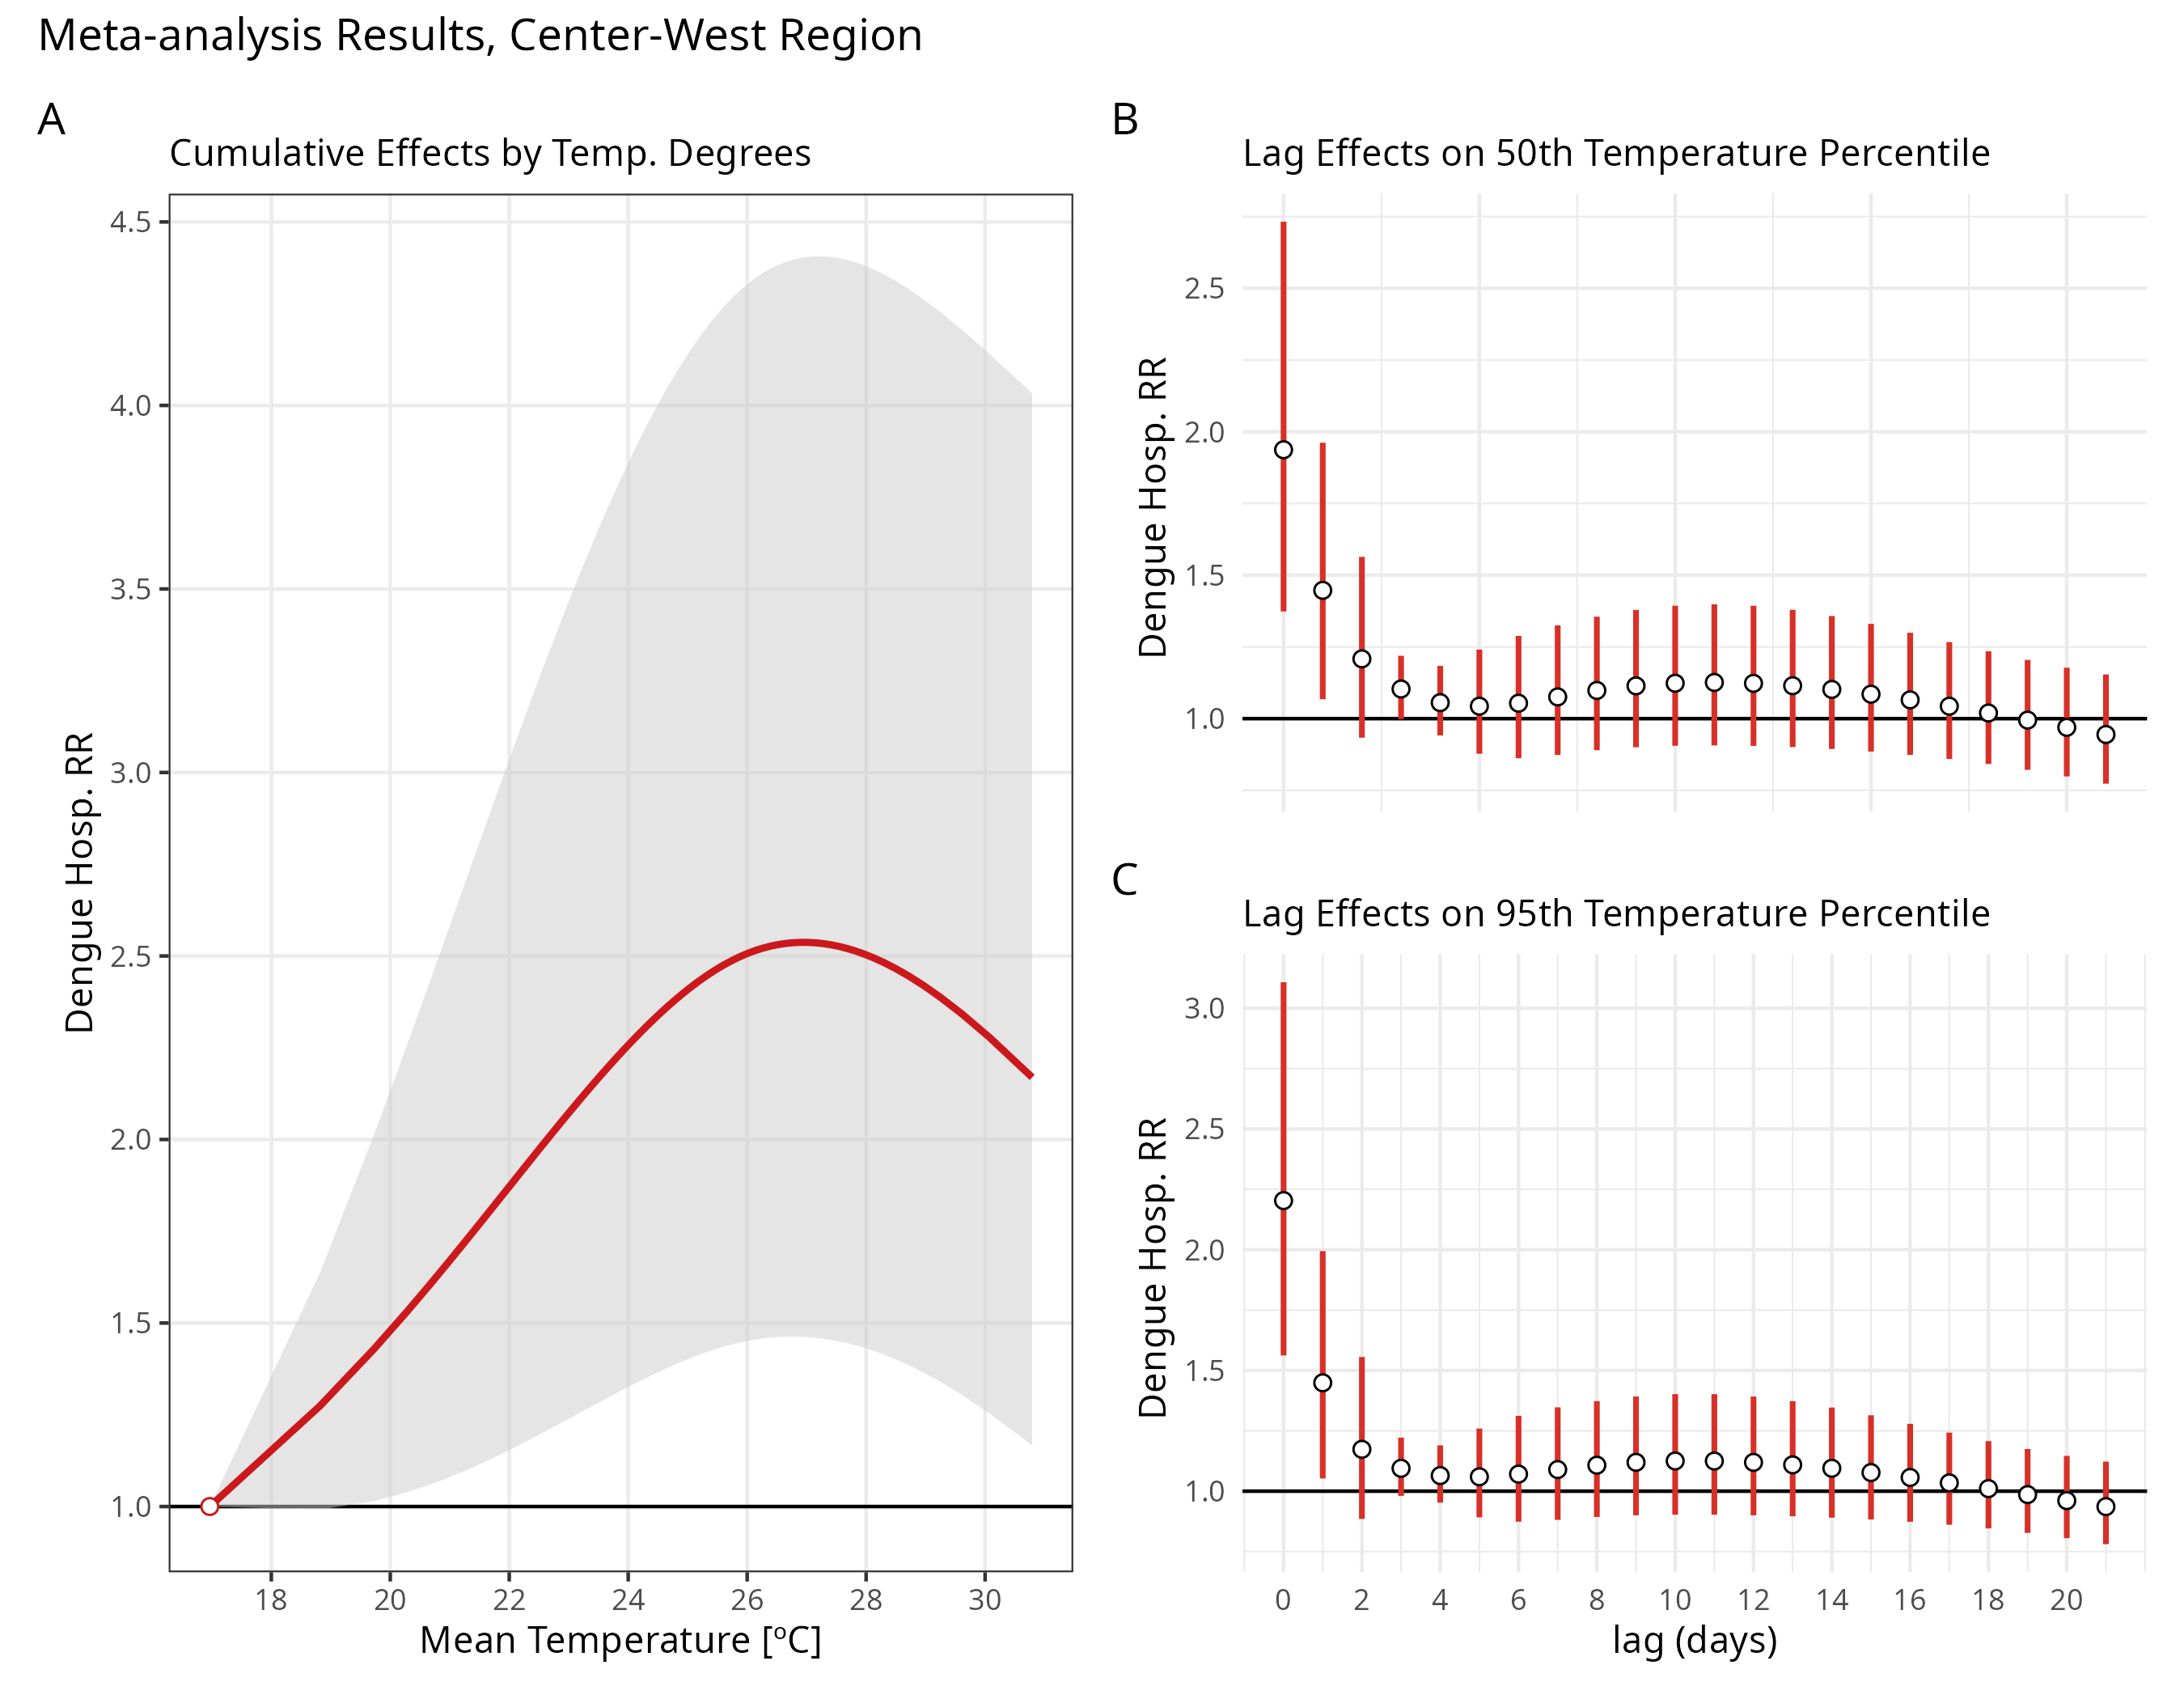 Meta-analysis Results, Center-West Region
A
Cumulative Effects by Temp. Degrees
Dengue Hosp. RR
4.5
4.0
3.5
3.0
2.5
2.0
1.5
1.0
18 20 22 24 26 28 30
Mean Temperature [ºC]
B
Lag Effects on 50th Temperature Percentile
Dengue Hosp. RR
2.5
2.0
1.5
1.0
C
Lag Effects on 95th Temperature Percentile
Dengue Hosp. RR
3.0
2.5
2.0
1.5
1.0
0 2 4 6 8 10 12 14 16 18 20
lag (days)